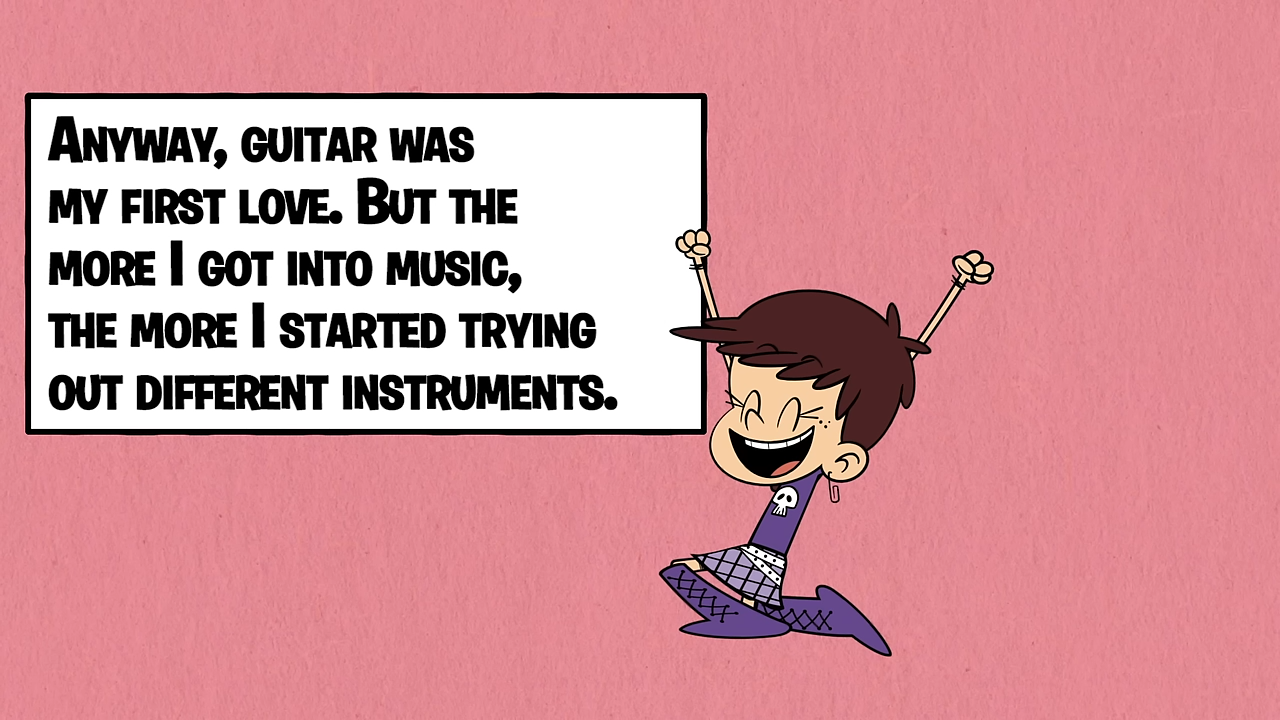 Anyway, guitar was
my first love. But the
more I got into music,
the more I started trying
out different instruments.